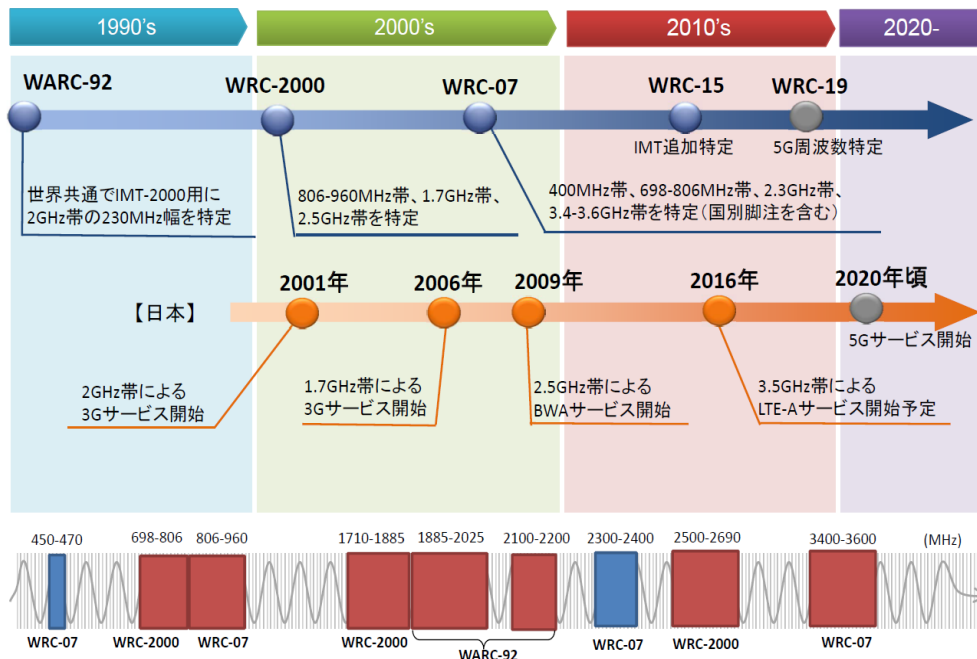 1990's
2000's
2010's
2020-
WARC-92
WRC-2000
WRC-07
WRC-15
WRC-19
IMT追加特定
5G周波数特定
世界共通でIMT-2000用に
2GHz帯の230MHz幅を特定
806-960MHz帯、1.7GHz帯、
2.5GHz帯を特定
400MHz帯、698-806MHz帯、2.3GHz帯、
3.4-3.6GHz帯を特定(国別脚注を含む)
【日本】
2001年
2006年
2009年
2016年
2020年頃
5Gサービス開始
2GHz帯による
3Gサービス開始
1.7GHz帯による
3Gサービス開始
2.5GHz帯による
BWAサービス開始
3.5GHz帯による
LTE-Aサービス開始予定
450-470
698-806
806-960
1710-1885
1885-2025
2100-2200
2300-2400
2500-2690
3400-3600
(MHz)
WRC-07
WRC-2000
WRC-07
WRC-2000
WARC-92
WRC-07
WRC-2000
WRC-07